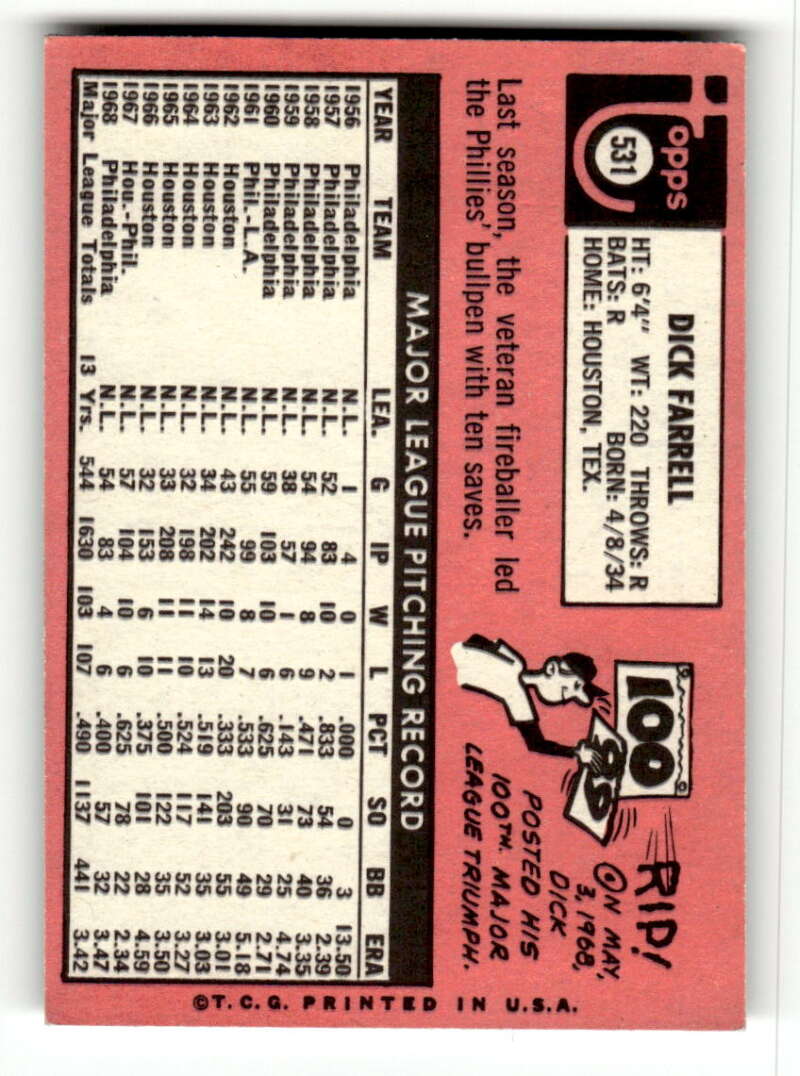 Topps
531
DICK FARRELL
HT: 6'4" WT: 220 THROWS: R
BATS: R BORN: 4/8/34
HOME: HOUSTON, TEX.
100
99
RIP!
ON MAY,
3, 1968,
DICK
POSTED HIS
100TH. MAJOR
LEAGUE TRIUMPH.
Last season, the veteran fireballer led
the Phillies' bullpen with ten saves.
MAJOR LEAGUE PITCHING RECORD
YEAR TEAM LEA. G IP W L PCT SO BB ERA
1956 Philadelphia N.L. 1 4 0 1 .000 0 3 13.50
1957 Philadelphia N.L. 52 83 10 2 .833 54 36 2.39
1958 Philadelphia N.L. 54 94 8 9 .471 73 40 3.35
1959 Philadelphia N.L. 38 57 1 6 .143 31 25 4.74
1960 Philadelphia N.L. 59 103 10 6 .625 70 29 2.71
1961 Phil.-L.A. N.L. 55 99 8 7 .533 90 49 5.18
1962 Houston N.L. 43 242 10 20 .333 203 55 3.01
1963 Houston N.L. 34 202 14 13 .519 141 35 3.03
1964 Houston N.L. 32 198 11 10 .524 117 52 3.27
1965 Houston N.L. 33 208 11 11 .500 122 35 3.50
1966 Houston N.L. 32 153 6 10 .375 101 28 4.59
1967 Hou.-Phil. N.L. 57 104 10 6 .625 78 22 2.34
1968 Philadelphia N.L. 54 83 4 6 .400 57 32 3.47
Major League Totals 13 Yrs. 544 1630 103 107 .490 1137 441 3.42
©T.C.G. PRINTED IN U.S.A.